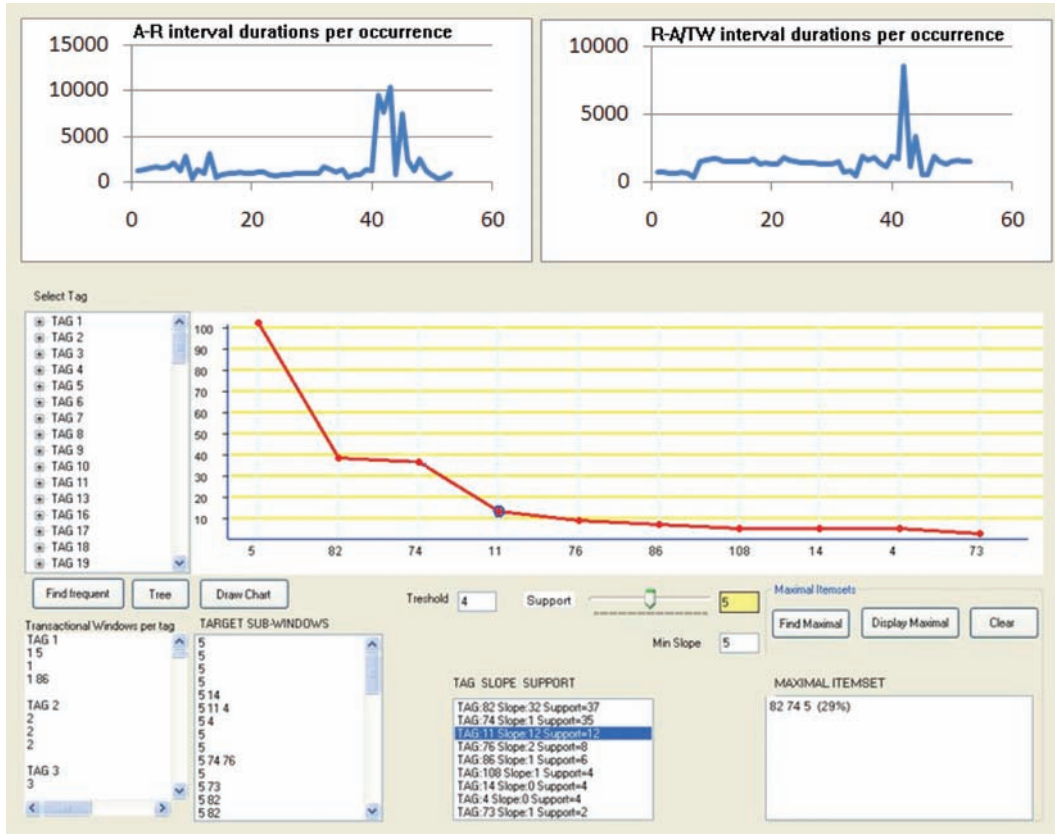 A-R interval durations per occurrence
15000
10000
5000
0
0 20 40 60
R-A/TW interval durations per occurrence
10000
5000
0
0 20 40 60
Select Tag
TAG 1
TAG 2
TAG 3
TAG 4
TAG 5
TAG 6
TAG 7
TAG 8
TAG 9
TAG 10
TAG 11
TAG 13
TAG 16
TAG 17
TAG 18
TAG 19
100
90
80
70
60
50
40
30
20
10
5 82 74 11 76 86 108 14 4 73
Find frequent
Tree
Draw Chart
Treshold 4
Support 5
Min Slope 5
Maximal Itemsets
Find Maximal
Display Maximal
Clear
Transactional Windows per tag
TAG 1
1 5
1
1 86
TAG 2
2
2
2
TAG 3
3
TARGET SUB-WINDOWS
5
5
5
5
5 14
5 11 4
5 4
5
5
5 74 76
5
5 73
5 82
5 82
TAG SLOPE SUPPORT
TAG:82 Slope:32 Support=37
TAG:74 Slope:1 Support=35
TAG:11 Slope:12 Support=12
TAG:76 Slope:2 Support=8
TAG:86 Slope:1 Support=6
TAG:108 Slope:1 Support=4
TAG:14 Slope:0 Support=4
TAG:4 Slope:0 Support=4
TAG:73 Slope:1 Support=2
MAXIMAL ITEMSET
82 74 5 (29%)